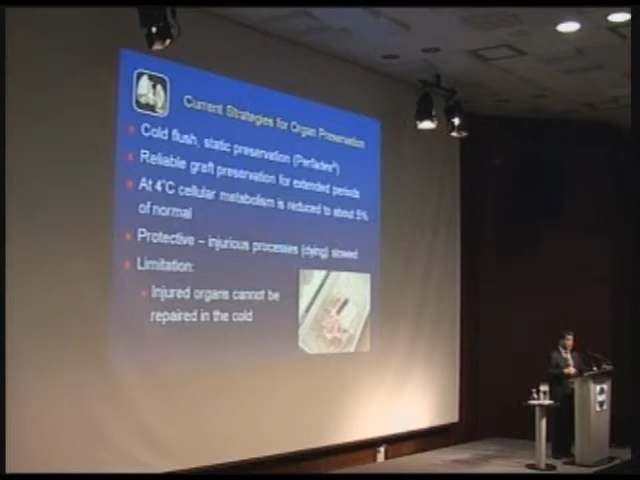 Current Strategies for Organ Preservation
Cold flush, static preservation (Perfadex®)
Reliable graft preservation for extended periods
At 4°C cellular metabolism is reduced to about 5%
of normal
Protective – injurious processes (dying) slowed
Limitation:
Injured organs cannot be
repaired in the cold